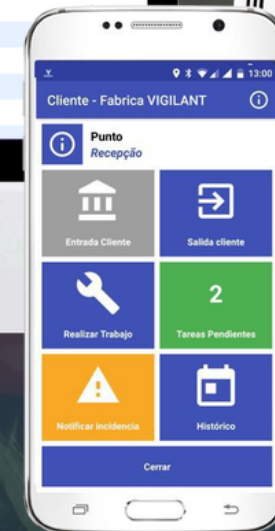 13:00
Cliente - Fabrica VIGILANT
Punto
Recepção
Entrada Cliente
Salida cliente
Realizar Trabajo
2
Tareas Pendientes
Notificar Incidencia
Histórico
Cerrar